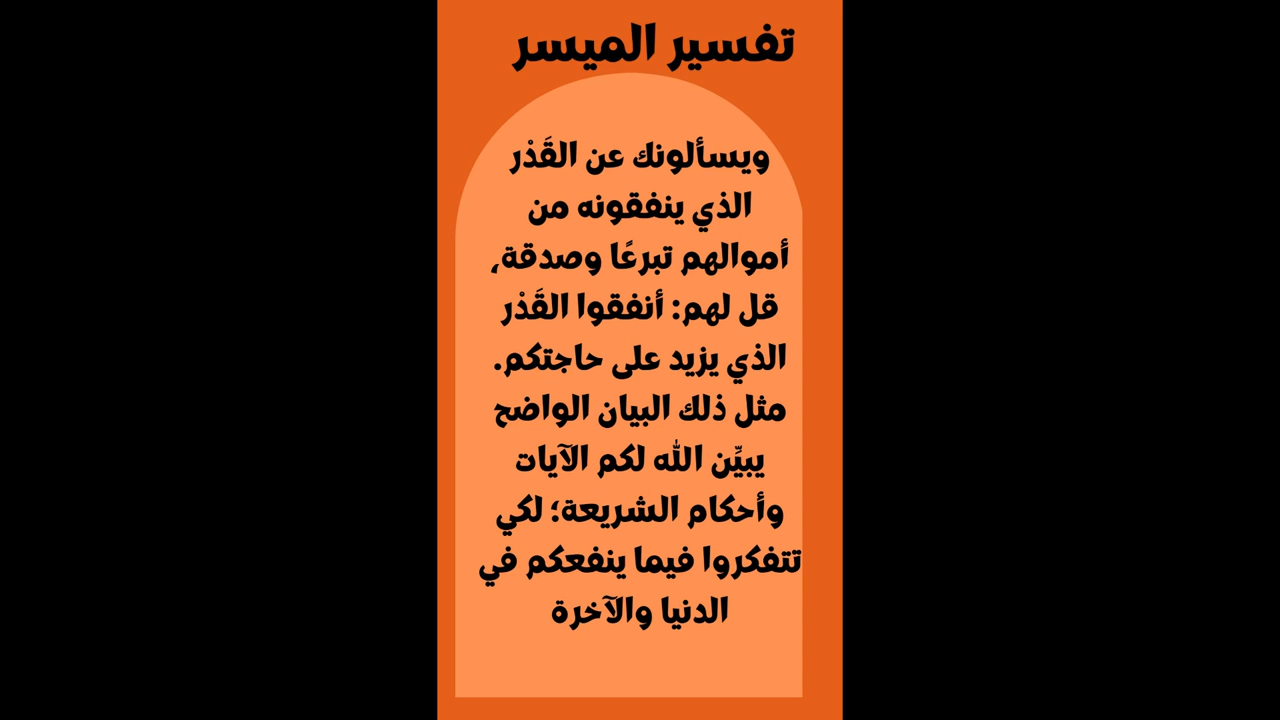 تفسير الميسر
ويسألونك عن القَدْر
الذي ينفقونه من
أموالهم تبرعًا وصدقة،
قل لهم: أنفقوا القَدْر
الذي يزيد على حاجتكم.
مثل ذلك البيان الواضح
يبيِّن الله لكم الآيات
وأحكام الشريعة؛ لكي
تتفكروا فيما ينفعكم في
الدنيا والآخرة